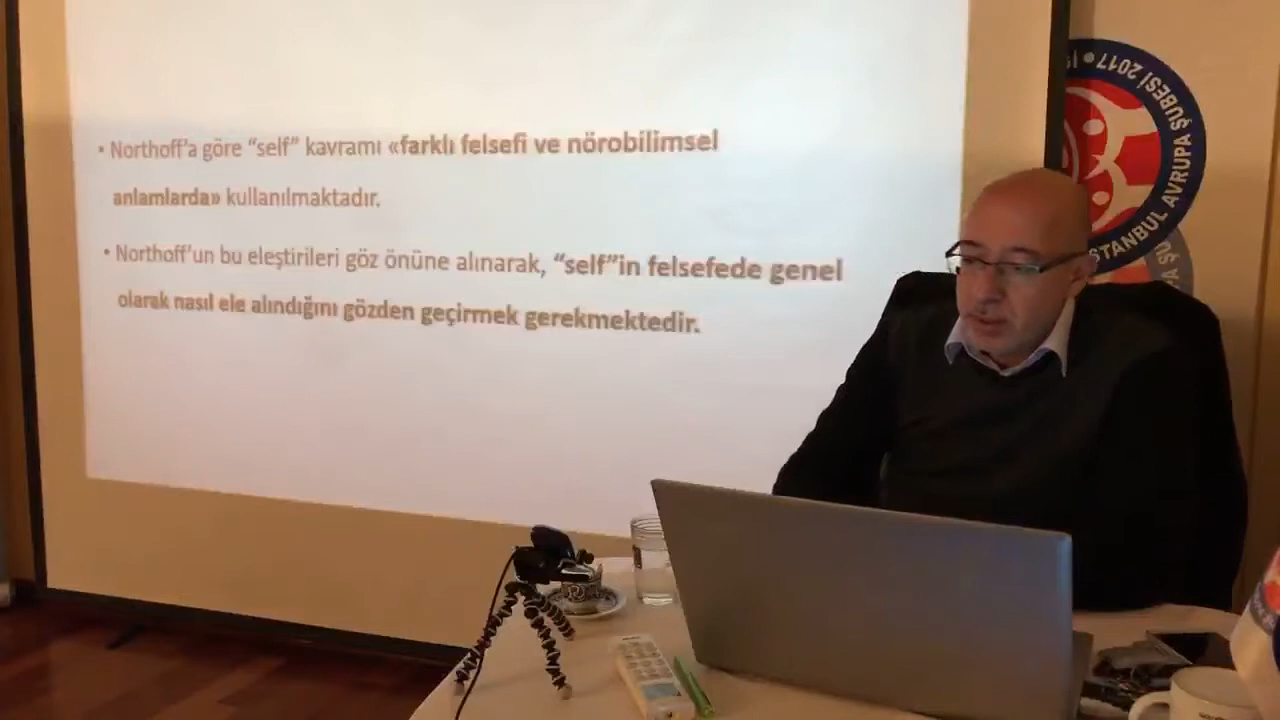 • Northoff'a göre “self” kavramı «farklı felsefi ve nörobilimsel
anlamlarda» kullanılmaktadır.
• Northoff'un bu eleştirileri göz önüne alınarak, “self”in felsefede genel
olarak nasıl ele alındığını gözden geçirmek gerekmektedir.
İSTANBUL AVRUPA ŞUBESİ 2017